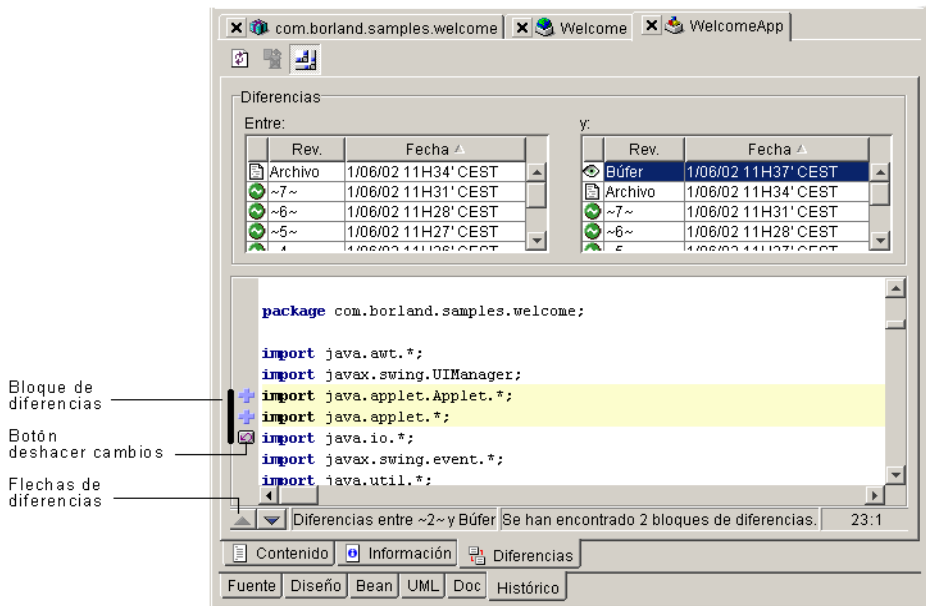 com.borland.samples.welcome Welcome WelcomeApp
Diferencias
Entre: y:
Rev. Fecha Rev. Fecha
Archivo 1/06/02 11H34' CEST Búfer 1/06/02 11H37' CEST
~7~ 1/06/02 11H31' CEST Archivo 1/06/02 11H34' CEST
~6~ 1/06/02 11H28' CEST ~7~ 1/06/02 11H31' CEST
~5~ 1/06/02 11H27' CEST ~6~ 1/06/02 11H28' CEST
package com.borland.samples.welcome;
import java.awt.*;
import javax.swing.UIManager;
import java.applet.Applet.*;
import java.applet.*;
import java.io.*;
import javax.swing.event.*;
import java.util.*;
Bloque de
diferencias
Botón
deshacer cambios
Flechas de
diferencias
Diferencias entre ~2~ y Búfer Se han encontrado 2 bloques de diferencias. 23:1
Contenido Información Diferencias
Fuente Diseño Bean UML Doc Histórico